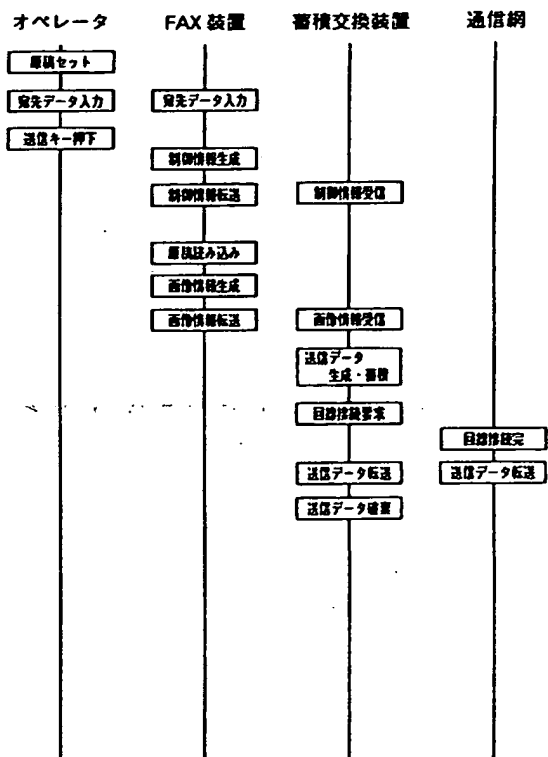 オペレータ FAX 装置 蓄積交換装置 通信網
原稿セット
宛先データ入力 宛先データ入力
送信キー押下
制御情報生成
制御情報転送 制御情報受信
原稿読み込み
画像情報生成
画像情報転送 画像情報受信
送信データ
生成・蓄積
回線接続要求
回線接続完
送信データ転送 送信データ転送
送信データ破棄